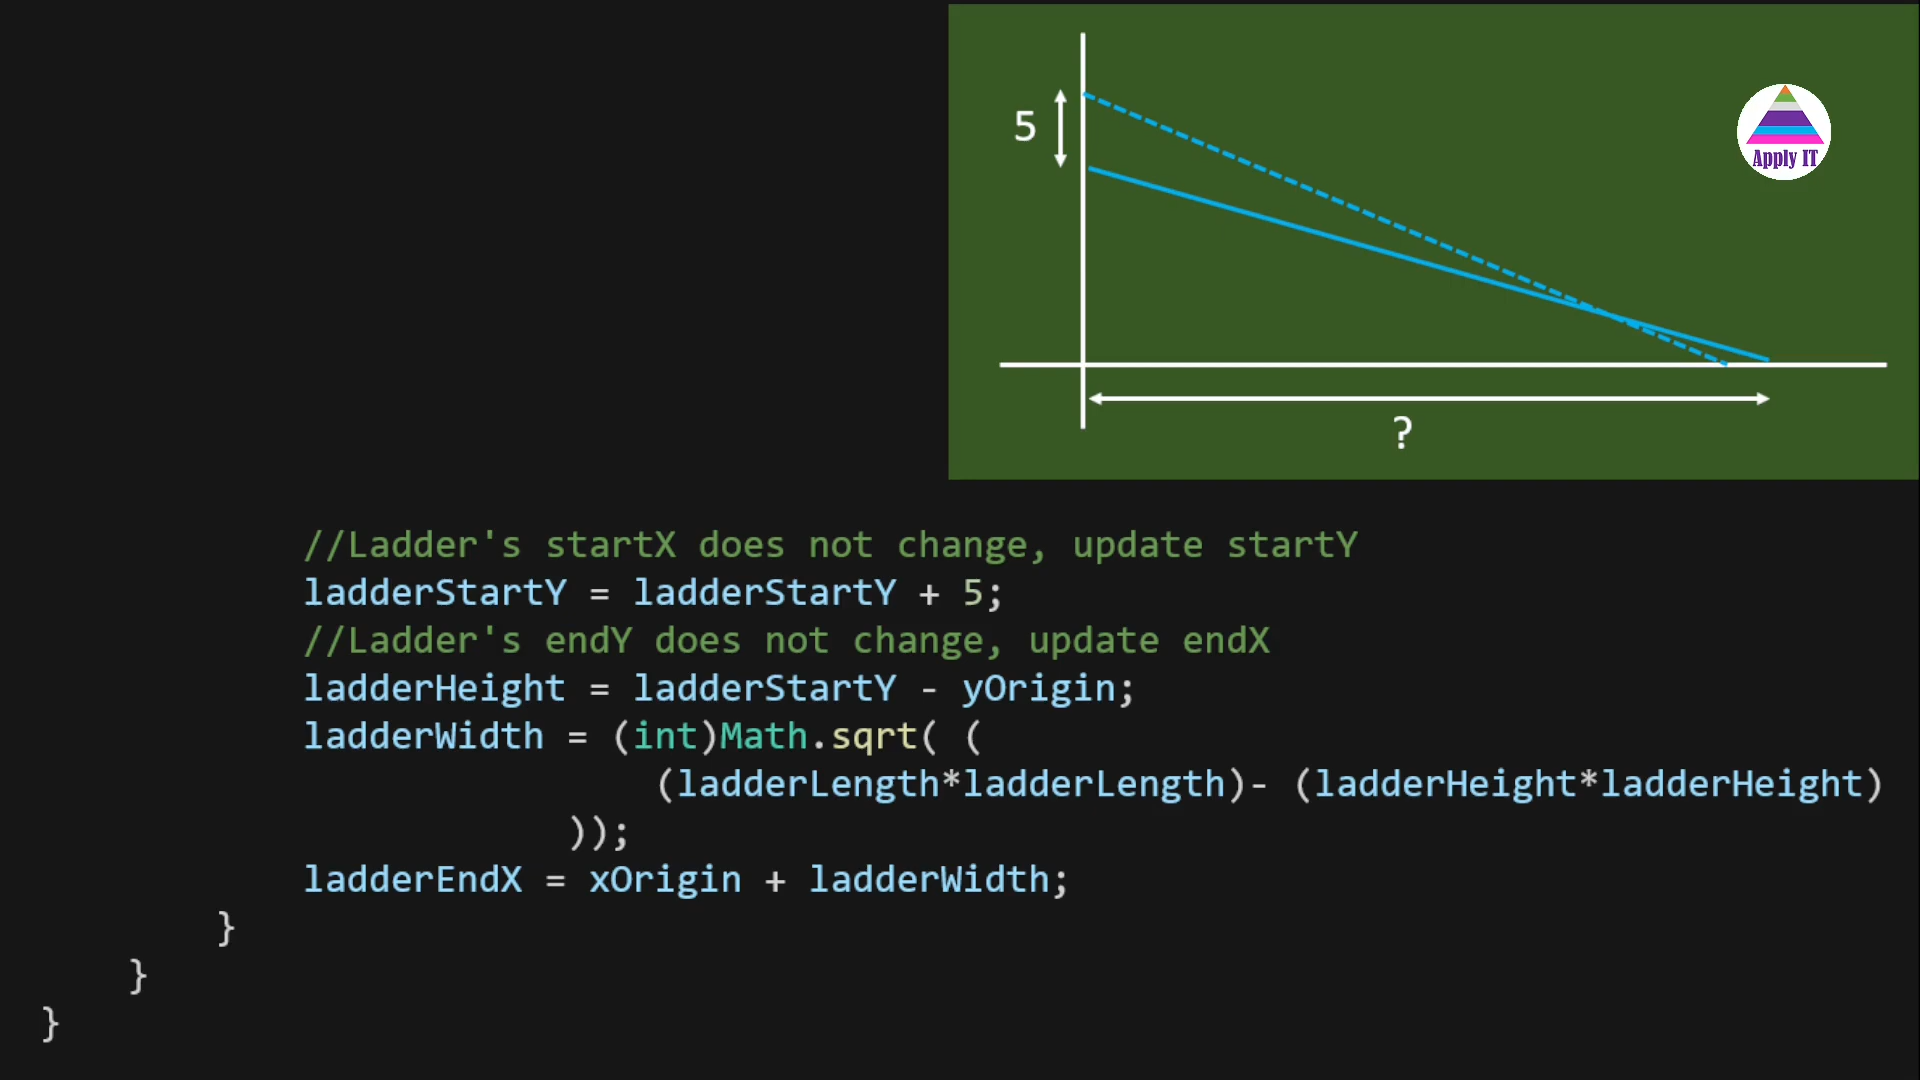 5
Apply IT
?
//Ladder's startX does not change, update startY
ladderStartY = ladderStartY + 5;
//Ladder's endY does not change, update endX
ladderHeight = ladderStartY - yOrigin;
ladderWidth = (int)Math.sqrt( (
(ladderLength*ladderLength)- (ladderHeight*ladderHeight)
));
ladderEndX = xOrigin + ladderWidth;
}
}
}